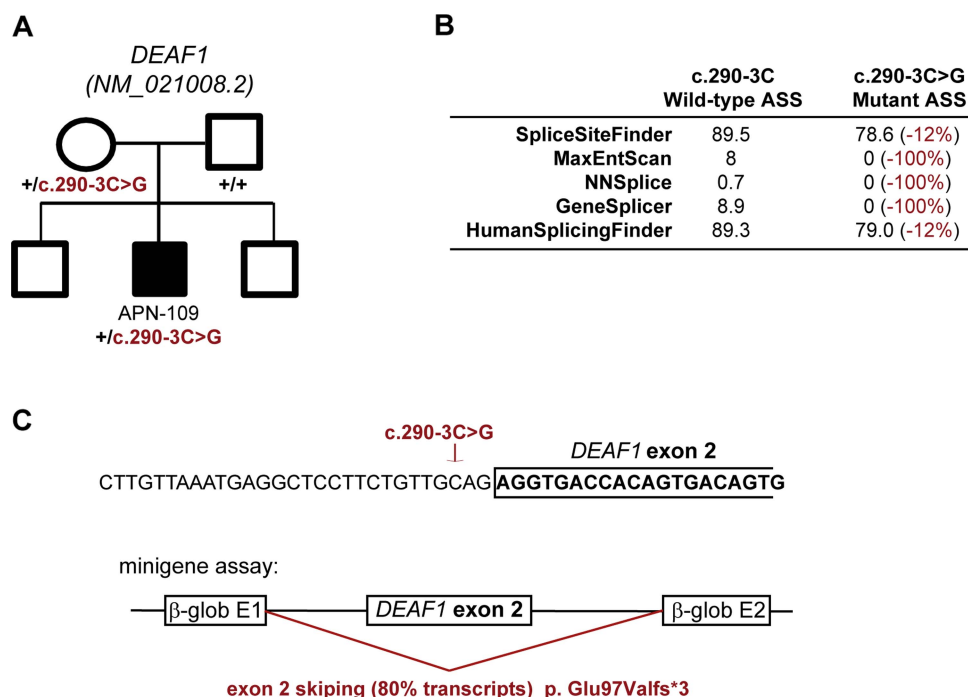 A
DEAF1
(NM_021008.2)
+/c.290-3C>G
+/+
APN-109
+/c.290-3C>G
B
c.290-3C c.290-3C>G
Wild-type ASS Mutant ASS
SpliceSiteFinder 89.5 78.6 (-12%)
MaxEntScan 8 0 (-100%)
NNSplice 0.7 0 (-100%)
GeneSplicer 8.9 0 (-100%)
HumanSplicingFinder 89.3 79.0 (-12%)
C
c.290-3C>G
DEAF1 exon 2
CTTGTTAAATGAGGCTCCTTCTGTTGCAG AGGTGACCACAGTGACAGTG
minigene assay:
β-glob E1 DEAF1 exon 2 β-glob E2
exon 2 skiping (80% transcripts) p. Glu97Valfs*3